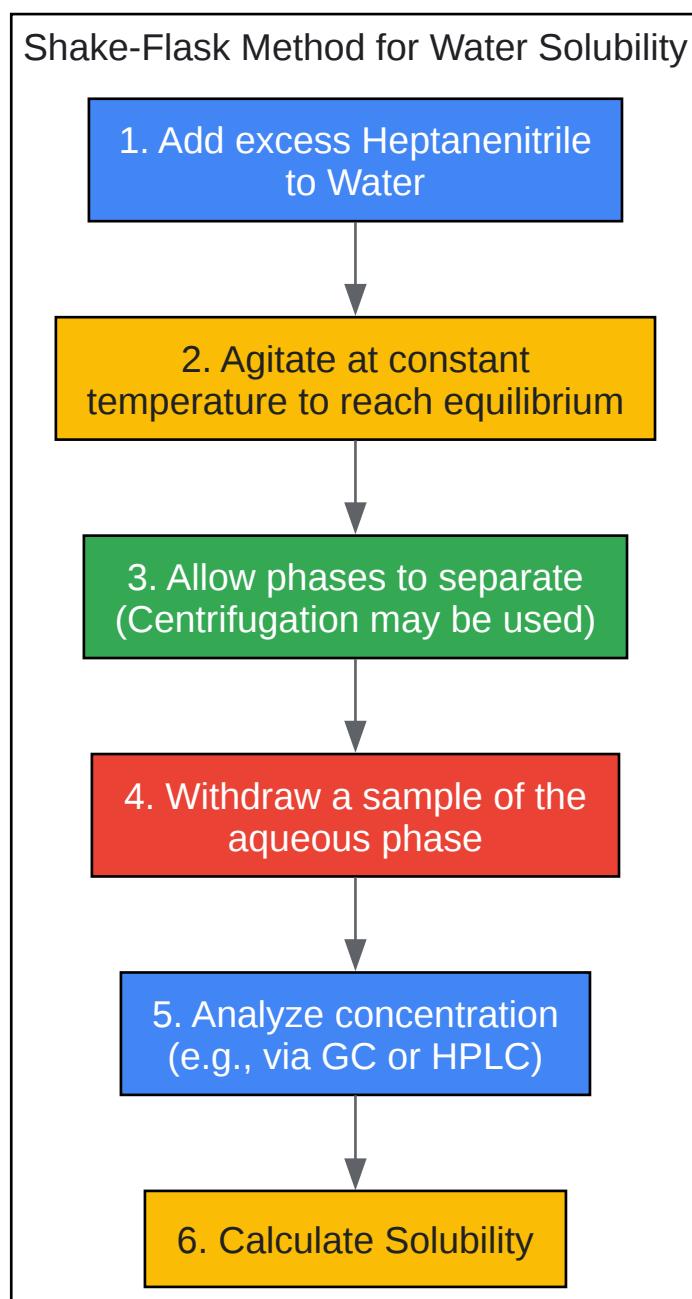 Shake-Flask Method for Water Solubility
1. Add excess Heptanenitrile
to Water
2. Agitate at constant
temperature to reach equilibrium
3. Allow phases to separate
(Centrifugation may be used)
4. Withdraw a sample of the
aqueous phase
5. Analyze concentration
(e.g., via GC or HPLC)
6. Calculate Solubility